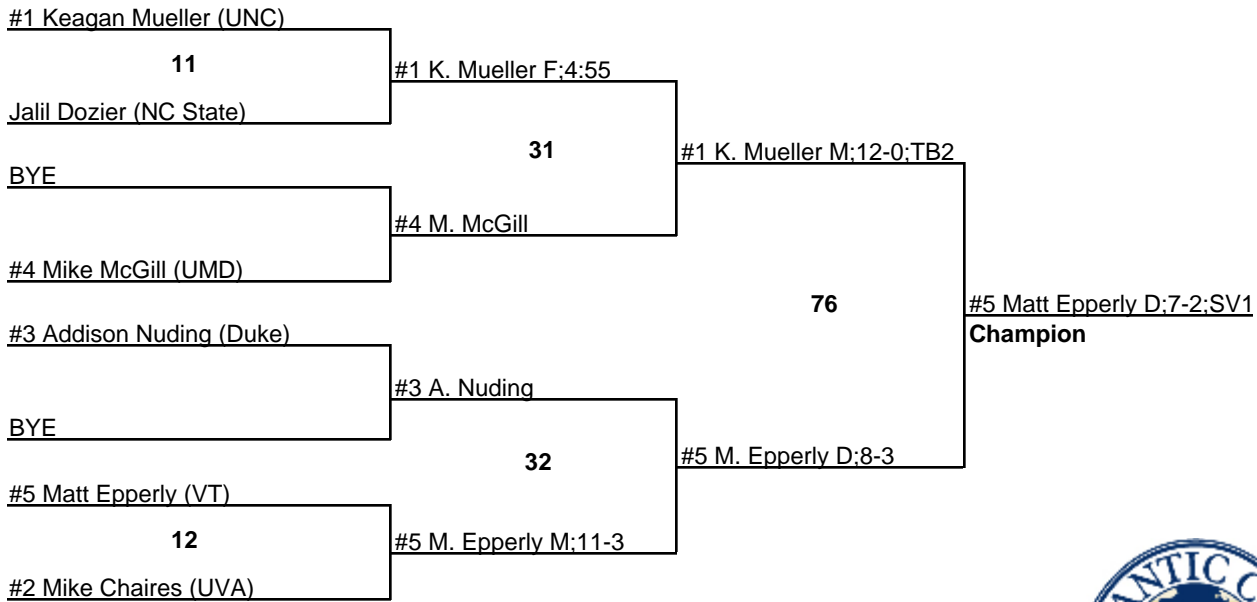 #1 Keagan Mueller (UNC)
11
#1 K. Mueller F;4:55
Jalil Dozier (NC State)
31
#1 K. Mueller M;12-0;TB2
BYE
#4 M. McGill
#4 Mike McGill (UMD)
76
#5 Matt Epperly D;7-2;SV1
Champion
#3 Addison Nuding (Duke)
#3 A. Nuding
BYE
32
#5 M. Epperly D;8-3
#5 Matt Epperly (VT)
12
#5 M. Epperly M;11-3
#2 Mike Chaires (UVA)